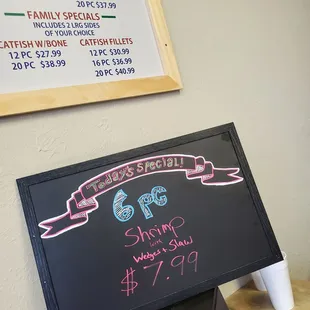 20 PC $37.99
FAMILY SPECIALS
INCLUDES 2 LRG SIDES
OF YOUR CHOICE
CATFISH W/BONE
12 PC $27.99
20 PC $38.99
CATFISH FILLETS
12 PC $30.99
16 PC $36.99
20 PC $40.99
Today's Special!
6 PC
Shrimp
with
Wedges + Slaw
$7.99